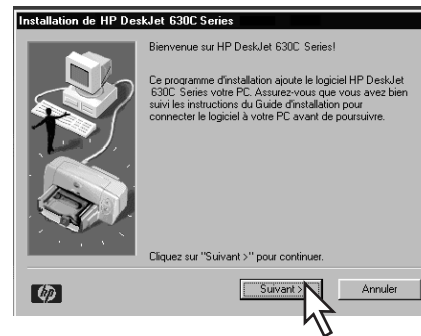 Installation de HP DeskJet 630C Series
Bienvenue sur HP DeskJet 630C Series!
Ce programme d'installation ajoute le logiciel HP DeskJet
630C Series votre PC. Assurez-vous que vous avez bien
suivi les instructions du Guide d'installation pour
connecter le logiciel à votre PC avant de poursuivre.
Cliquez sur "Suivant >" pour continuer.
hp
Suivant >
Annuler